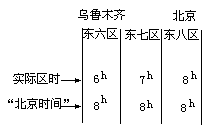 乌鲁木齐 北京
东六区 东七区 东八区
实际区时 6h 7h 8h
“北京时间” 8h 8h 8h